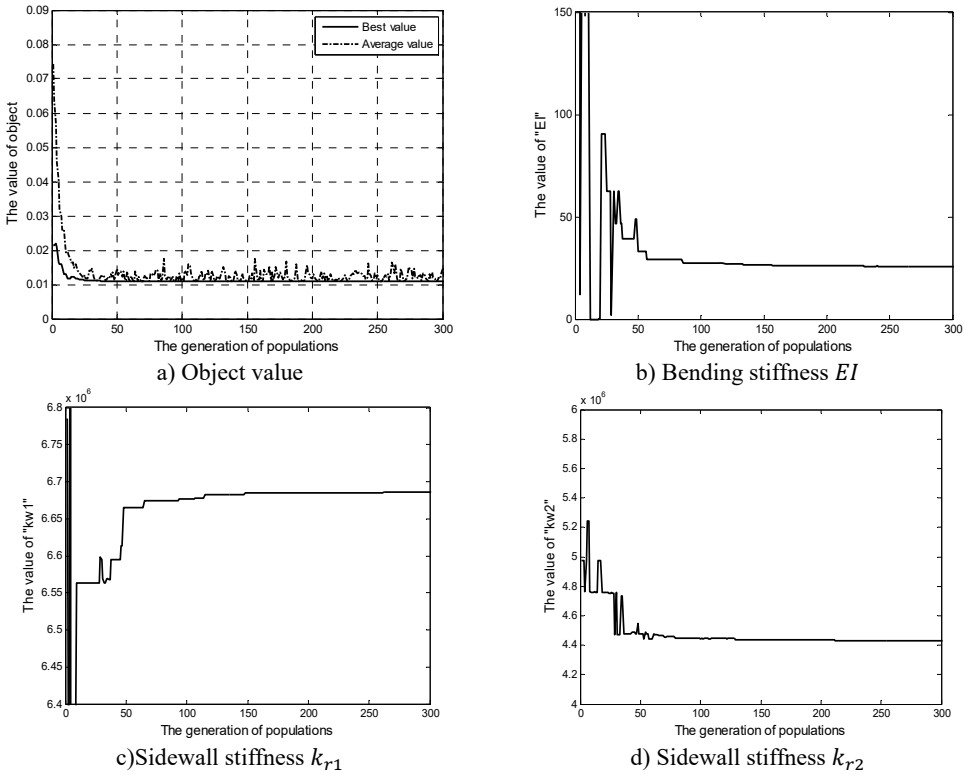 0.09
0.08
0.07
0.06
0.05
0.04
0.03
0.02
0.01
0
0 50 100 150 200 250 300
The value of object
The generation of populations
Best value
Average value
a) Object value
150
100
50
0
0 50 100 150 200 250 300
The value of "EI"
The generation of populations
b) Bending stiffness EI
x 10^6
6.8
6.75
6.7
6.65
6.6
6.55
6.5
6.45
6.4
0 50 100 150 200 250 300
The value of "kw1"
The generation of populations
c)Sidewall stiffness k_{r1}
x 10^6
6
5.8
5.6
5.4
5.2
5
4.8
4.6
4.4
4.2
4
0 50 100 150 200 250 300
The value of "kw2"
The generation of populations
d) Sidewall stiffness k_{r2}